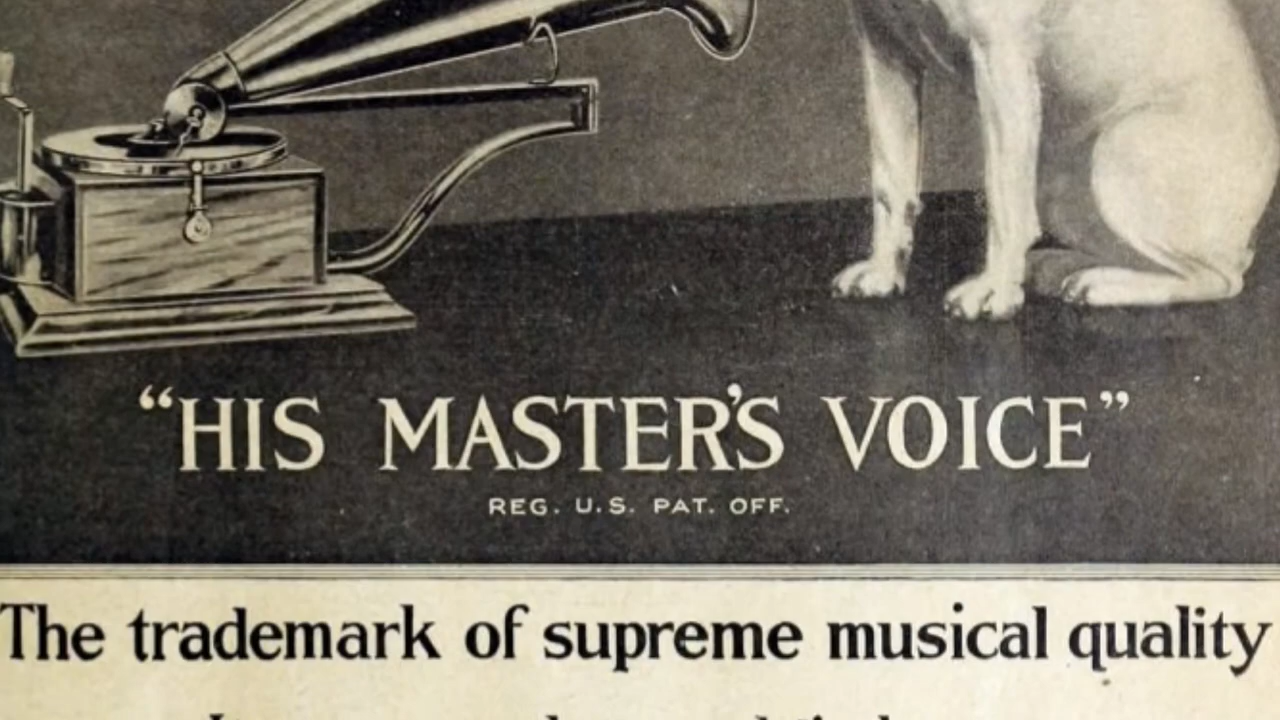 “HIS MASTER'S VOICE”
REG. U.S. PAT. OFF.
The trademark of supreme musical quality